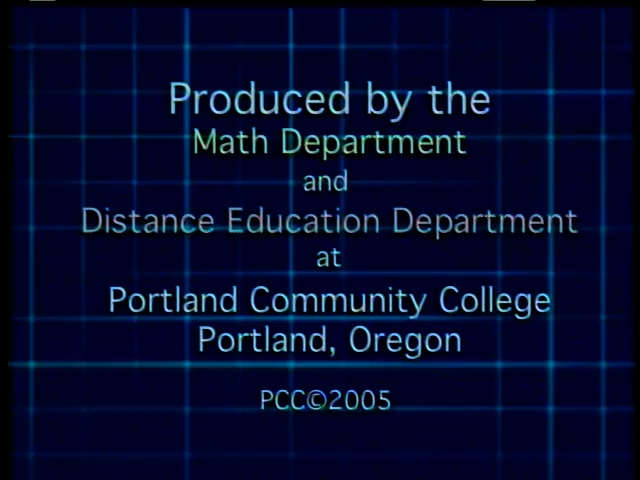 Produced by the
Math Department
and
Distance Education Department
at
Portland Community College
Portland, Oregon
PCC©2005